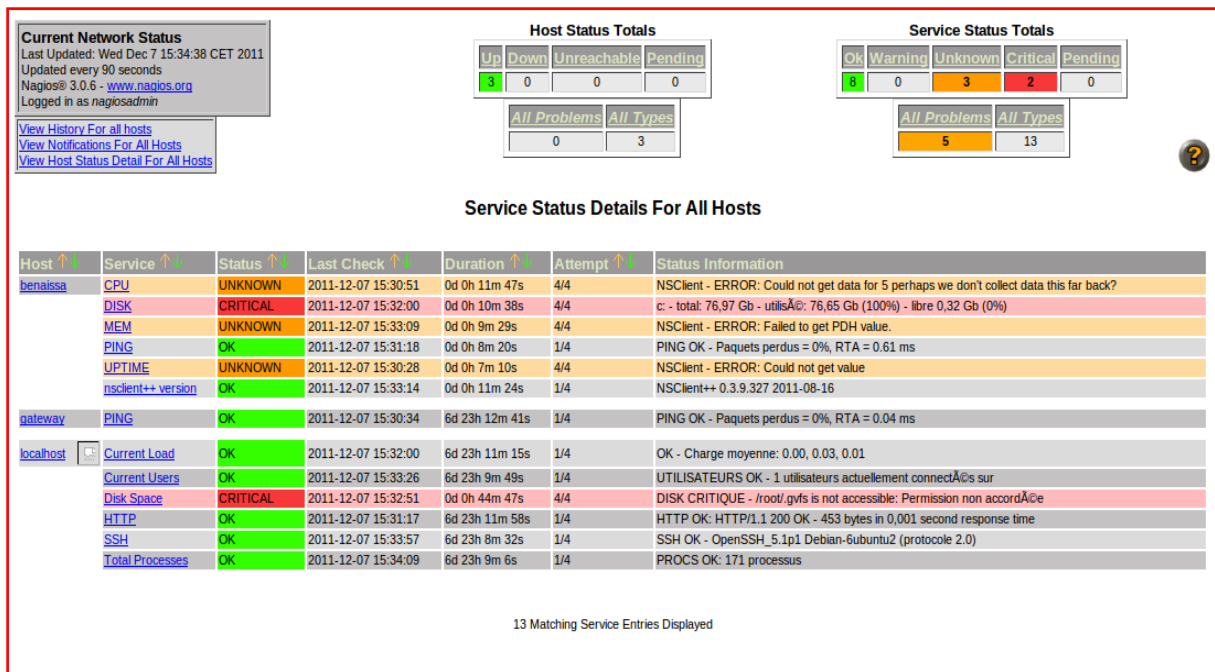 Current Network Status
Last Updated: Wed Dec 7 15:34:38 CET 2011
Updated every 90 seconds
Nagios® 3.0.6 - www.nagios.org
Logged in as nagiosadmin
View History For all hosts
View Notifications For All Hosts
View Host Status Detail For All Hosts
Host Status Totals
Up Down Unreachable Pending
3 0 0 0
All Problems All Types
0 3
Service Status Totals
Ok Warning Unknown Critical Pending
8 0 3 2 0
All Problems All Types
5 13
?
Service Status Details For All Hosts
Host Service Status Last Check Duration Attempt Status Information
benaissa CPU UNKNOWN 2011-12-07 15:30:51 0d 0h 11m 47s 4/4 NSClient - ERROR: Could not get data for 5 perhaps we don't collect data this far back?
DISK CRITICAL 2011-12-07 15:32:00 0d 0h 10m 38s 4/4 c: - total: 76,97 Gb - utilisÃ©: 76,65 Gb (100%) - libre 0,32 Gb (0%)
MEM UNKNOWN 2011-12-07 15:33:09 0d 0h 9m 29s 4/4 NSClient - ERROR: Failed to get PDH value.
PING OK 2011-12-07 15:31:18 0d 0h 8m 20s 1/4 PING OK - Paquets perdus = 0%, RTA = 0.61 ms
UPTIME UNKNOWN 2011-12-07 15:30:28 0d 0h 7m 10s 4/4 NSClient - ERROR: Could not get value
nsclient++ version OK 2011-12-07 15:33:14 0d 0h 11m 24s 1/4 NSClient++ 0.3.9.327 2011-08-16
gateway PING OK 2011-12-07 15:30:34 6d 23h 12m 41s 1/4 PING OK - Paquets perdus = 0%, RTA = 0.04 ms
localhost Current Load OK 2011-12-07 15:32:00 6d 23h 11m 15s 1/4 OK - Charge moyenne: 0.00, 0.03, 0.01
Current Users OK 2011-12-07 15:33:26 6d 23h 9m 49s 1/4 UTILISATEURS OK - 1 utilisateurs actuellement connectÃ©s sur
Disk Space CRITICAL 2011-12-07 15:32:51 0d 0h 44m 47s 4/4 DISK CRITIQUE - /root/.gvfs is not accessible: Permission non accordÃ©e
HTTP OK 2011-12-07 15:31:17 6d 23h 11m 58s 1/4 HTTP OK: HTTP/1.1 200 OK - 453 bytes in 0,001 second response time
SSH OK 2011-12-07 15:33:57 6d 23h 8m 32s 1/4 SSH OK - OpenSSH_5.1p1 Debian-6ubuntu2 (protocole 2.0)
Total Processes OK 2011-12-07 15:34:09 6d 23h 9m 6s 1/4 PROCS OK: 171 processus
13 Matching Service Entries Displayed